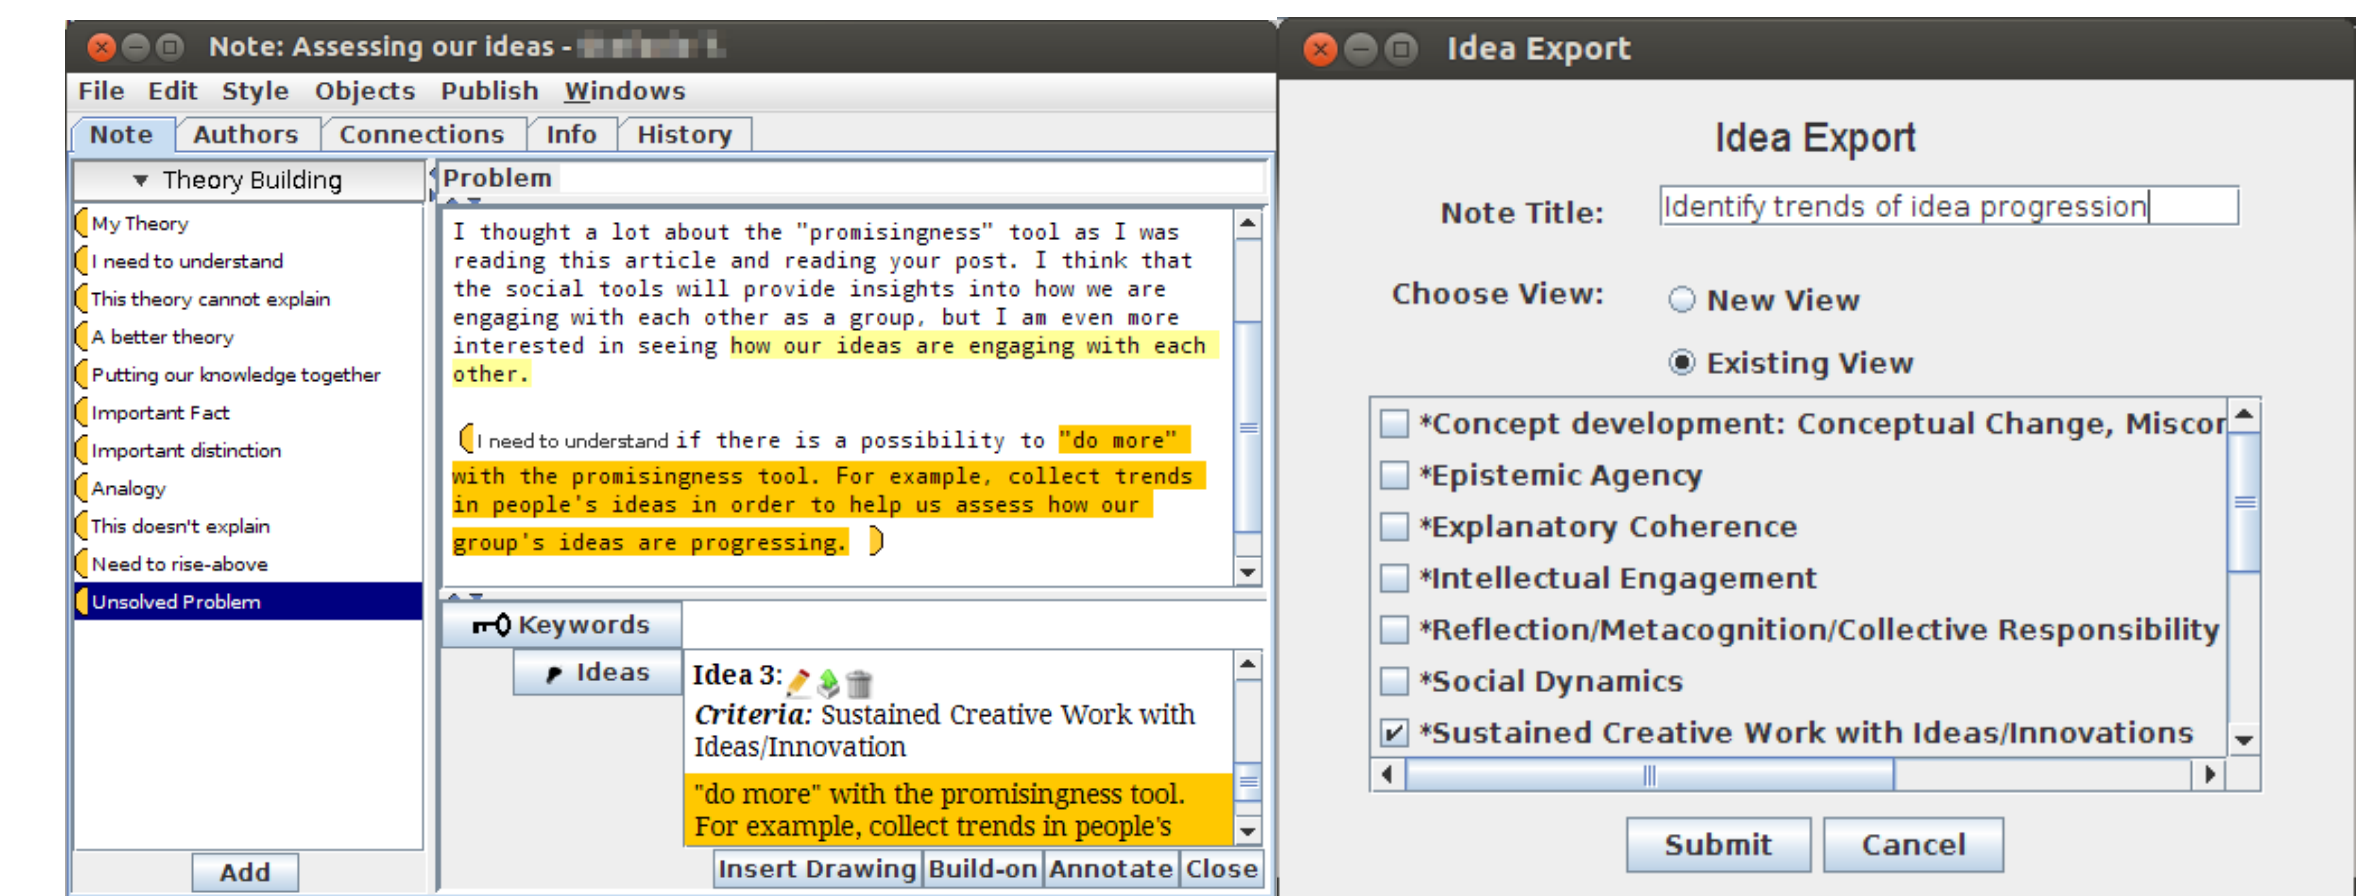 Note: Assessing our ideas -
File Edit Style Objects Publish Windows
Note Authors Connections Info History
Theory Building
My Theory
I need to understand
This theory cannot explain
A better theory
Putting our knowledge together
Important Fact
Important distinction
Analogy
This doesn't explain
Need to rise-above
Unsolved Problem
Add
Problem
I thought a lot about the "promisingness" tool as I was
reading this article and reading your post. I think that
the social tools will provide insights into how we are
engaging with each other as a group, but I am even more
interested in seeing how our ideas are engaging with each
other.
I need to understand if there is a possibility to "do more"
with the promisingness tool. For example, collect trends
in people's ideas in order to help us assess how our
group's ideas are progressing.
Keywords
Ideas
Idea 3:
Criteria: Sustained Creative Work with
Ideas/Innovation
"do more" with the promisingness tool.
For example, collect trends in people's
Insert Drawing Build-on Annotate Close
Idea Export
Idea Export
Note Title: Identify trends of idea progression
Choose View: New View
Existing View
*Concept development: Conceptual Change, Miscor
*Epistemic Agency
*Explanatory Coherence
*Intellectual Engagement
*Reflection/Metacognition/Collective Responsibility
*Social Dynamics
*Sustained Creative Work with Ideas/Innovations
Submit Cancel